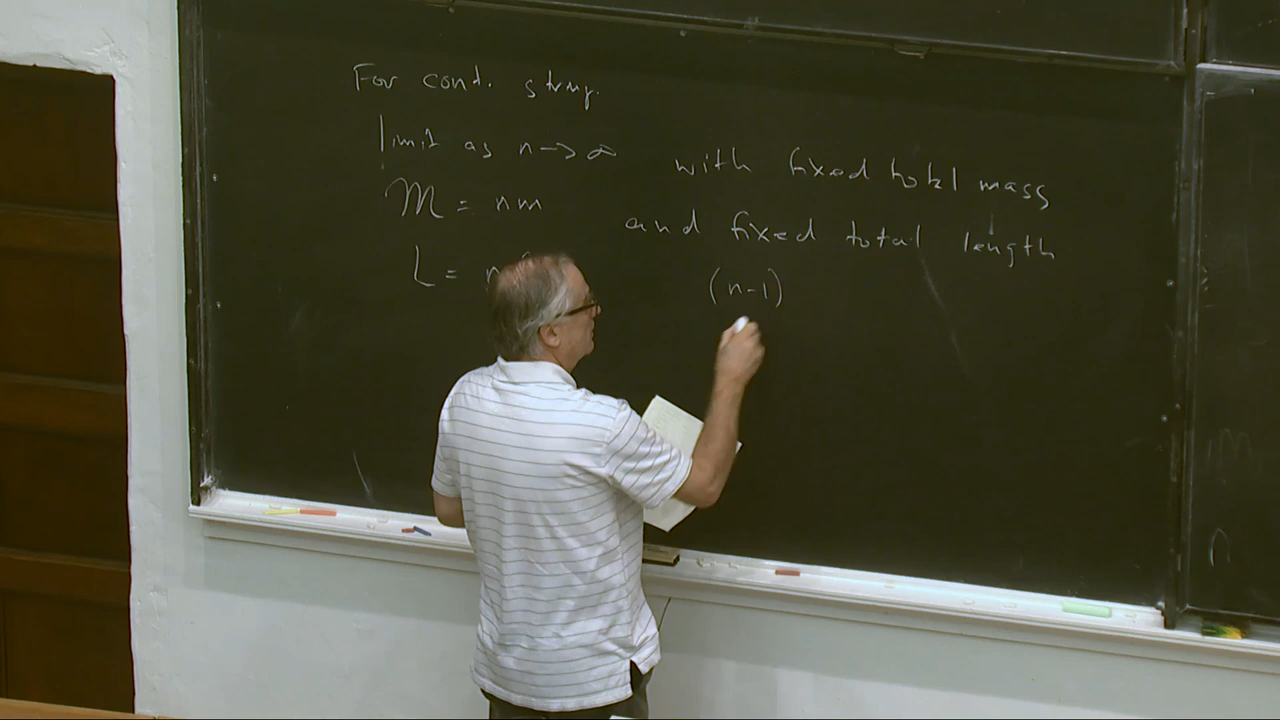 For cont. string.
limit as n→∞ with fixed total mass
M = nm and fixed total length
L = n
(n-1)